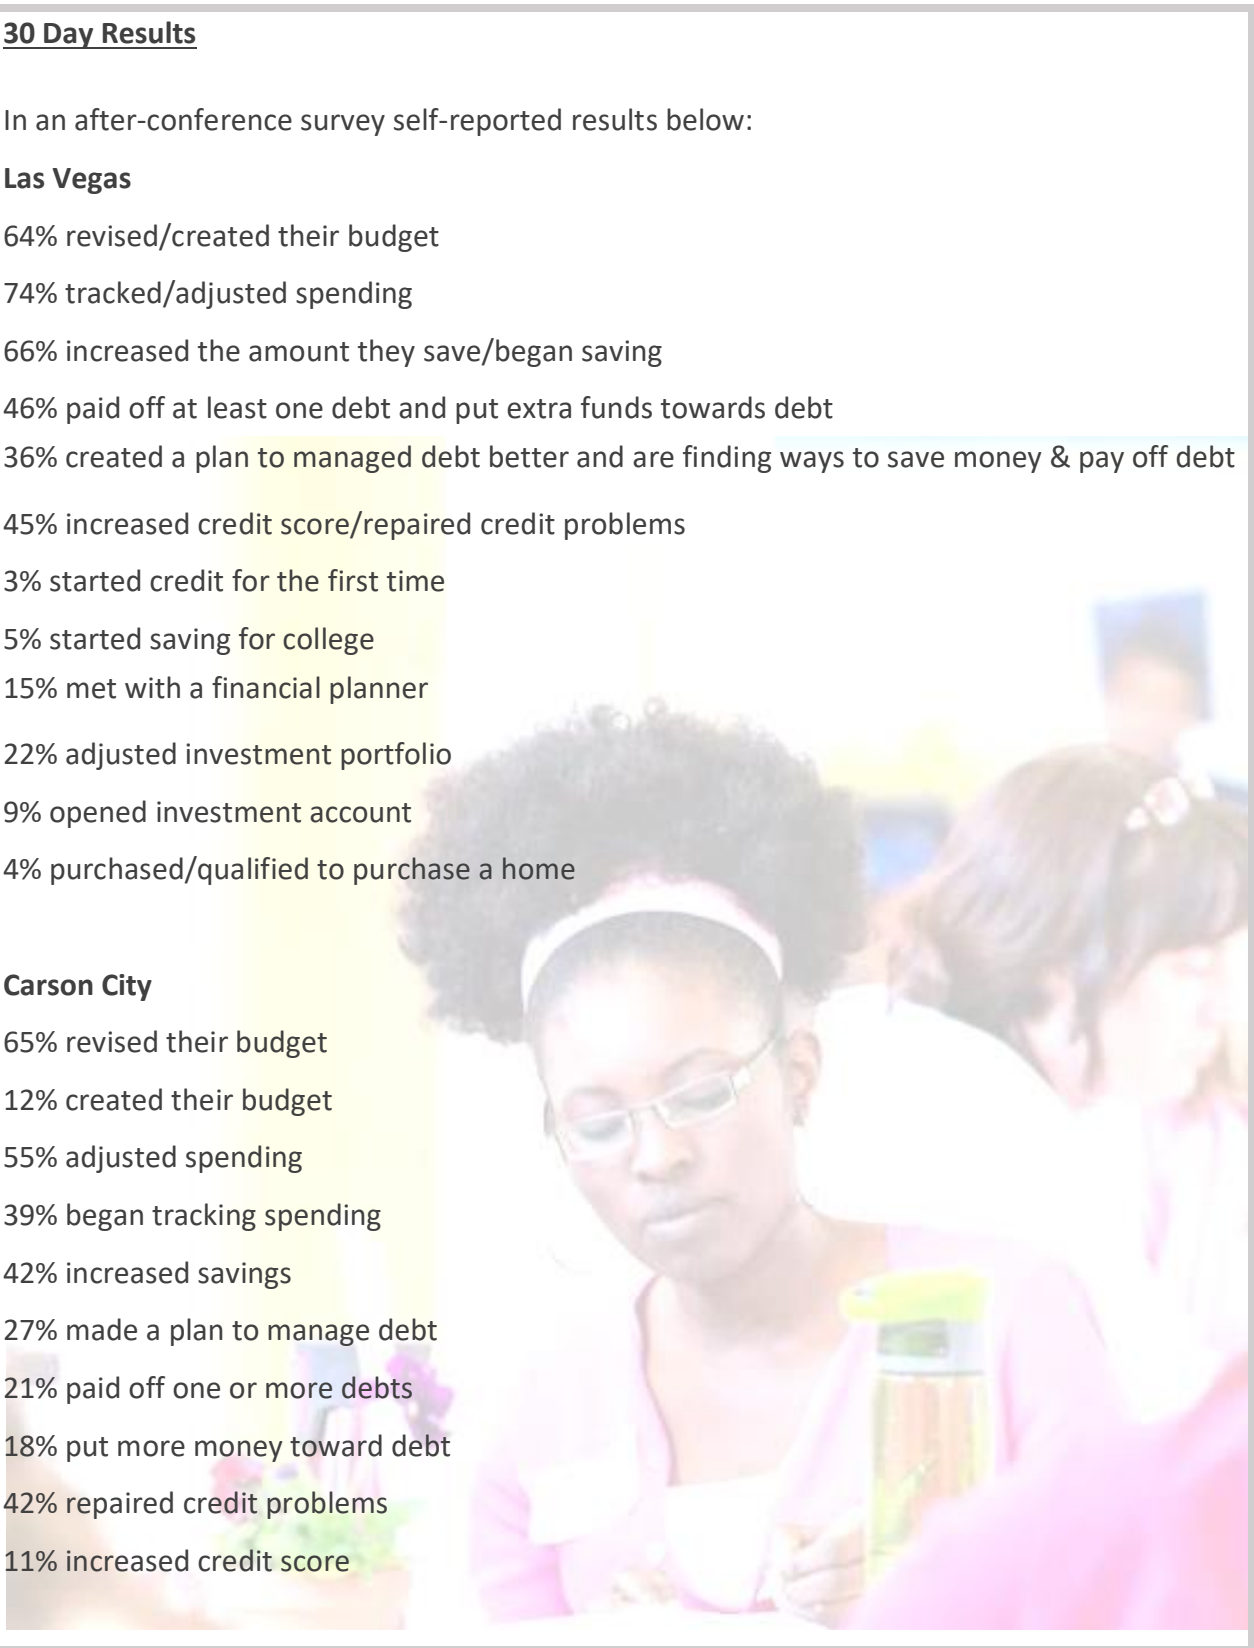 30 Day Results
In an after-conference survey self-reported results below:
Las Vegas
64% revised/created their budget
74% tracked/adjusted spending
66% increased the amount they save/began saving
46% paid off at least one debt and put extra funds towards debt
36% created a plan to managed debt better and are finding ways to save money & pay off debt
45% increased credit score/repaired credit problems
3% started credit for the first time
5% started saving for college
15% met with a financial planner
22% adjusted investment portfolio
9% opened investment account
4% purchased/qualified to purchase a home
Carson City
65% revised their budget
12% created their budget
55% adjusted spending
39% began tracking spending
42% increased savings
27% made a plan to manage debt
21% paid off one or more debts
18% put more money toward debt
42% repaired credit problems
11% increased credit score